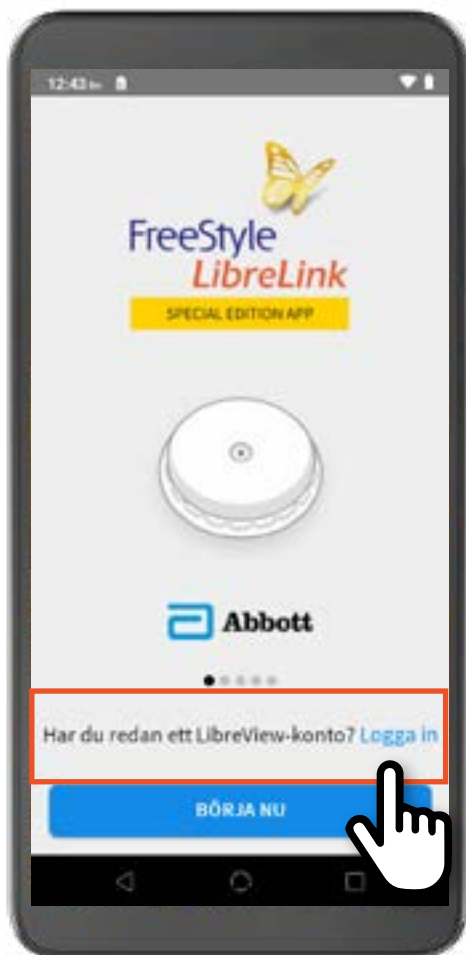 12:43
FreeStyle
LibreLink
SPECIAL EDITION APP
Abbott
Har du redan ett LibreView-konto? Logga in
BÖRJA NU